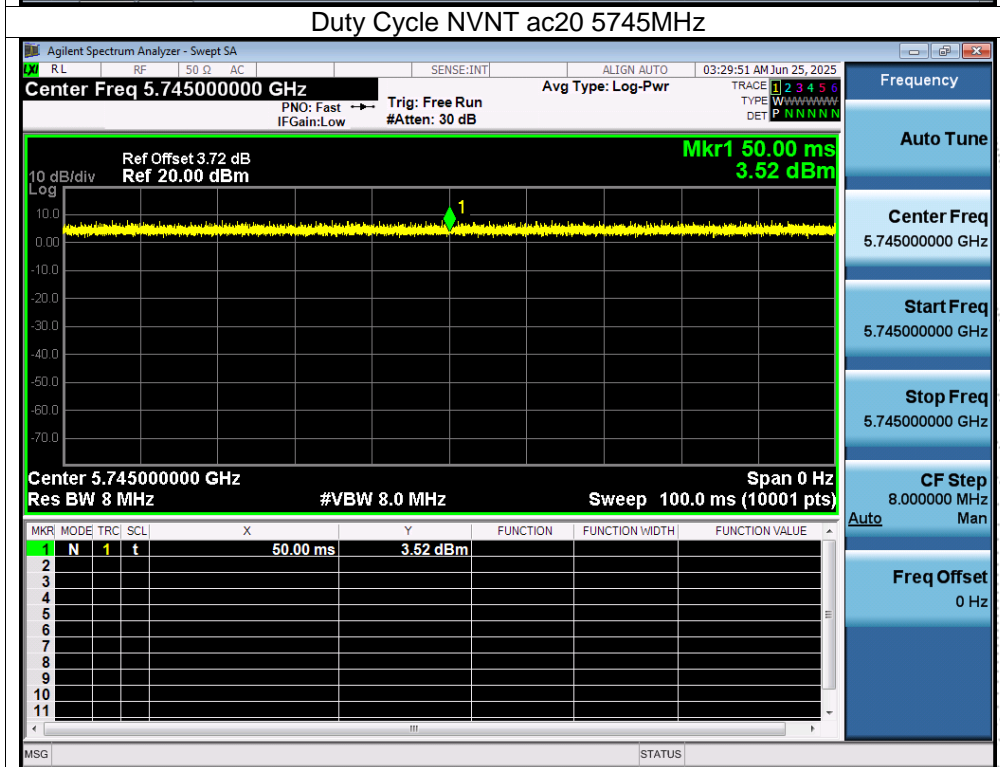 Duty Cycle NVNT ac20 5745MHz
Agilent Spectrum Analyzer - Swept SA
LXI RL RF 50 Ω AC SENSE:INT ALIGN AUTO 03:29:51 AM Jun 25, 2025
Center Freq 5.745000000 GHz
PNO: Fast
IFGain:Low
Trig: Free Run
#Atten: 30 dB
Avg Type: Log-Pwr
TRACE 1 2 3 4 5 6
TYPE WWWWWW
DET P N N N N N
Mkr1 50.00 ms
3.52 dBm
Ref Offset 3.72 dB
Ref 20.00 dBm
10 dB/div
Log
10.0
0.00
-10.0
-20.0
-30.0
-40.0
-50.0
-60.0
-70.0
1
Center 5.745000000 GHz Span 0 Hz
Res BW 8 MHz #VBW 8.0 MHz Sweep 100.0 ms (10001 pts)
MKR MODE TRC SCL X Y FUNCTION FUNCTION WIDTH FUNCTION VALUE
1 N 1 t 50.00 ms 3.52 dBm
2
3
4
5
6
7
8
9
10
11
MSG STATUS
Frequency
Auto Tune
Center Freq
5.745000000 GHz
Start Freq
5.745000000 GHz
Stop Freq
5.745000000 GHz
CF Step
8.000000 MHz
Auto Man
Freq Offset
0 Hz